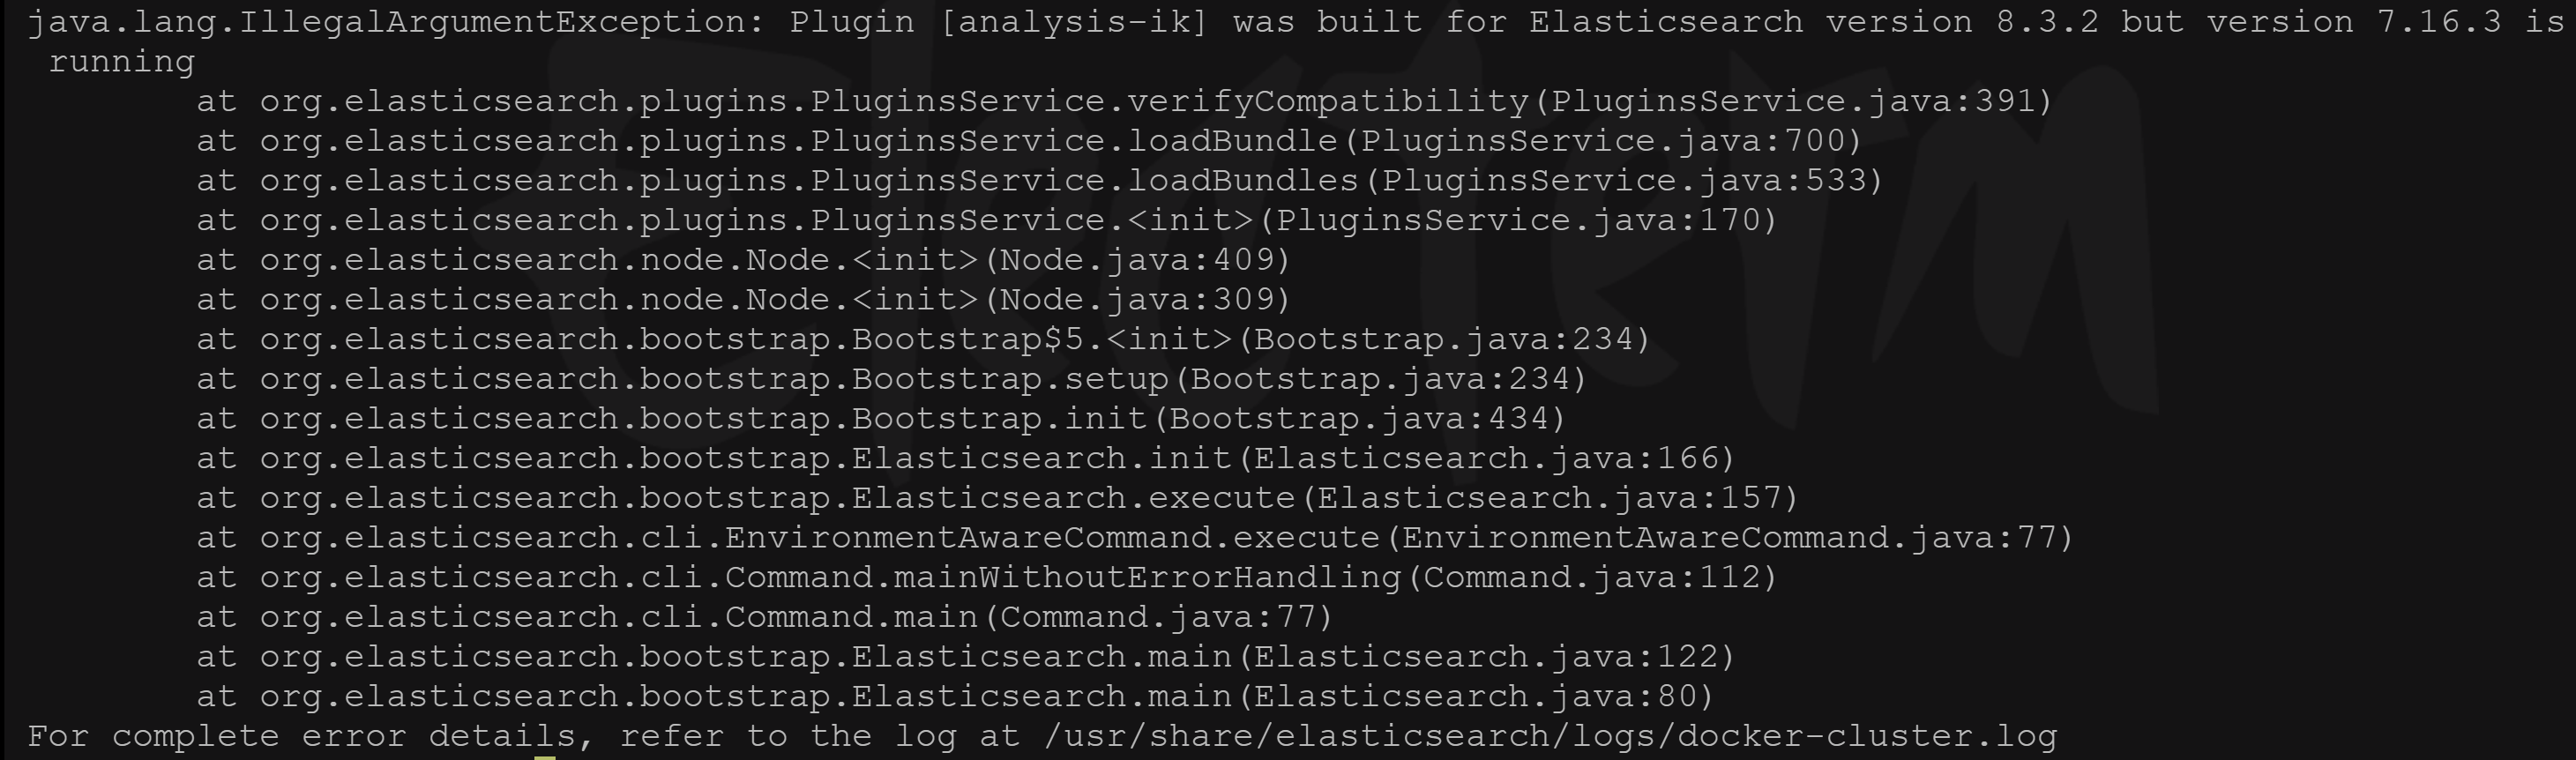 java.lang.IllegalArgumentException: Plugin [analysis-ik] was built for Elasticsearch version 8.3.2 but version 7.16.3 is
running
at org.elasticsearch.plugins.PluginsService.verifyCompatibility(PluginsService.java:391)
at org.elasticsearch.plugins.PluginsService.loadBundle(PluginsService.java:700)
at org.elasticsearch.plugins.PluginsService.loadBundles(PluginsService.java:533)
at org.elasticsearch.plugins.PluginsService.<init>(PluginsService.java:170)
at org.elasticsearch.node.Node.<init>(Node.java:409)
at org.elasticsearch.node.Node.<init>(Node.java:309)
at org.elasticsearch.bootstrap.Bootstrap$5.<init>(Bootstrap.java:234)
at org.elasticsearch.bootstrap.Bootstrap.setup(Bootstrap.java:234)
at org.elasticsearch.bootstrap.Bootstrap.init(Bootstrap.java:434)
at org.elasticsearch.bootstrap.Elasticsearch.init(Elasticsearch.java:166)
at org.elasticsearch.bootstrap.Elasticsearch.execute(Elasticsearch.java:157)
at org.elasticsearch.cli.EnvironmentAwareCommand.execute(EnvironmentAwareCommand.java:77)
at org.elasticsearch.cli.Command.mainWithoutErrorHandling(Command.java:112)
at org.elasticsearch.cli.Command.main(Command.java:77)
at org.elasticsearch.bootstrap.Elasticsearch.main(Elasticsearch.java:122)
at org.elasticsearch.bootstrap.Elasticsearch.main(Elasticsearch.java:80)
For complete error details, refer to the log at /usr/share/elasticsearch/logs/docker-cluster.log
ElecTerm